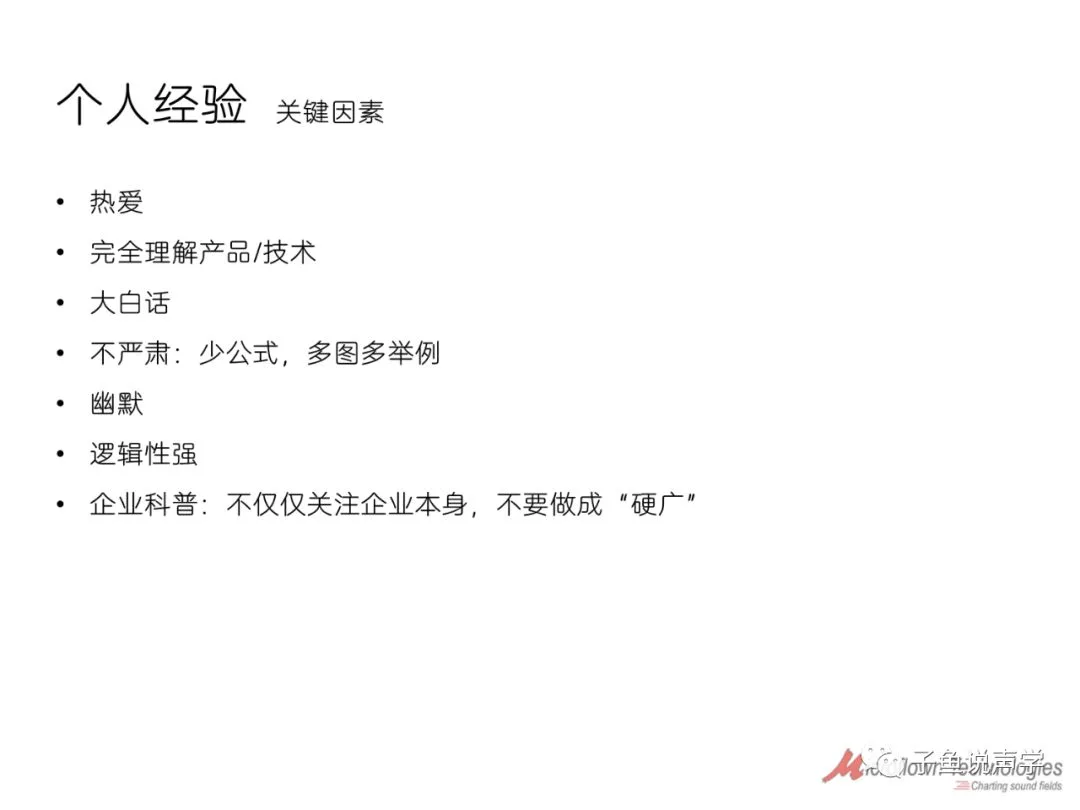 个人经验 关键因素
• 热爱
• 完全理解产品/技术
• 大白话
• 不严肃：少公式，多图多举例
• 幽默
• 逻辑性强
• 企业科普：不仅仅关注企业本身，不要做成“硬广”
子鱼说声学
Technologies
Charting sound fields